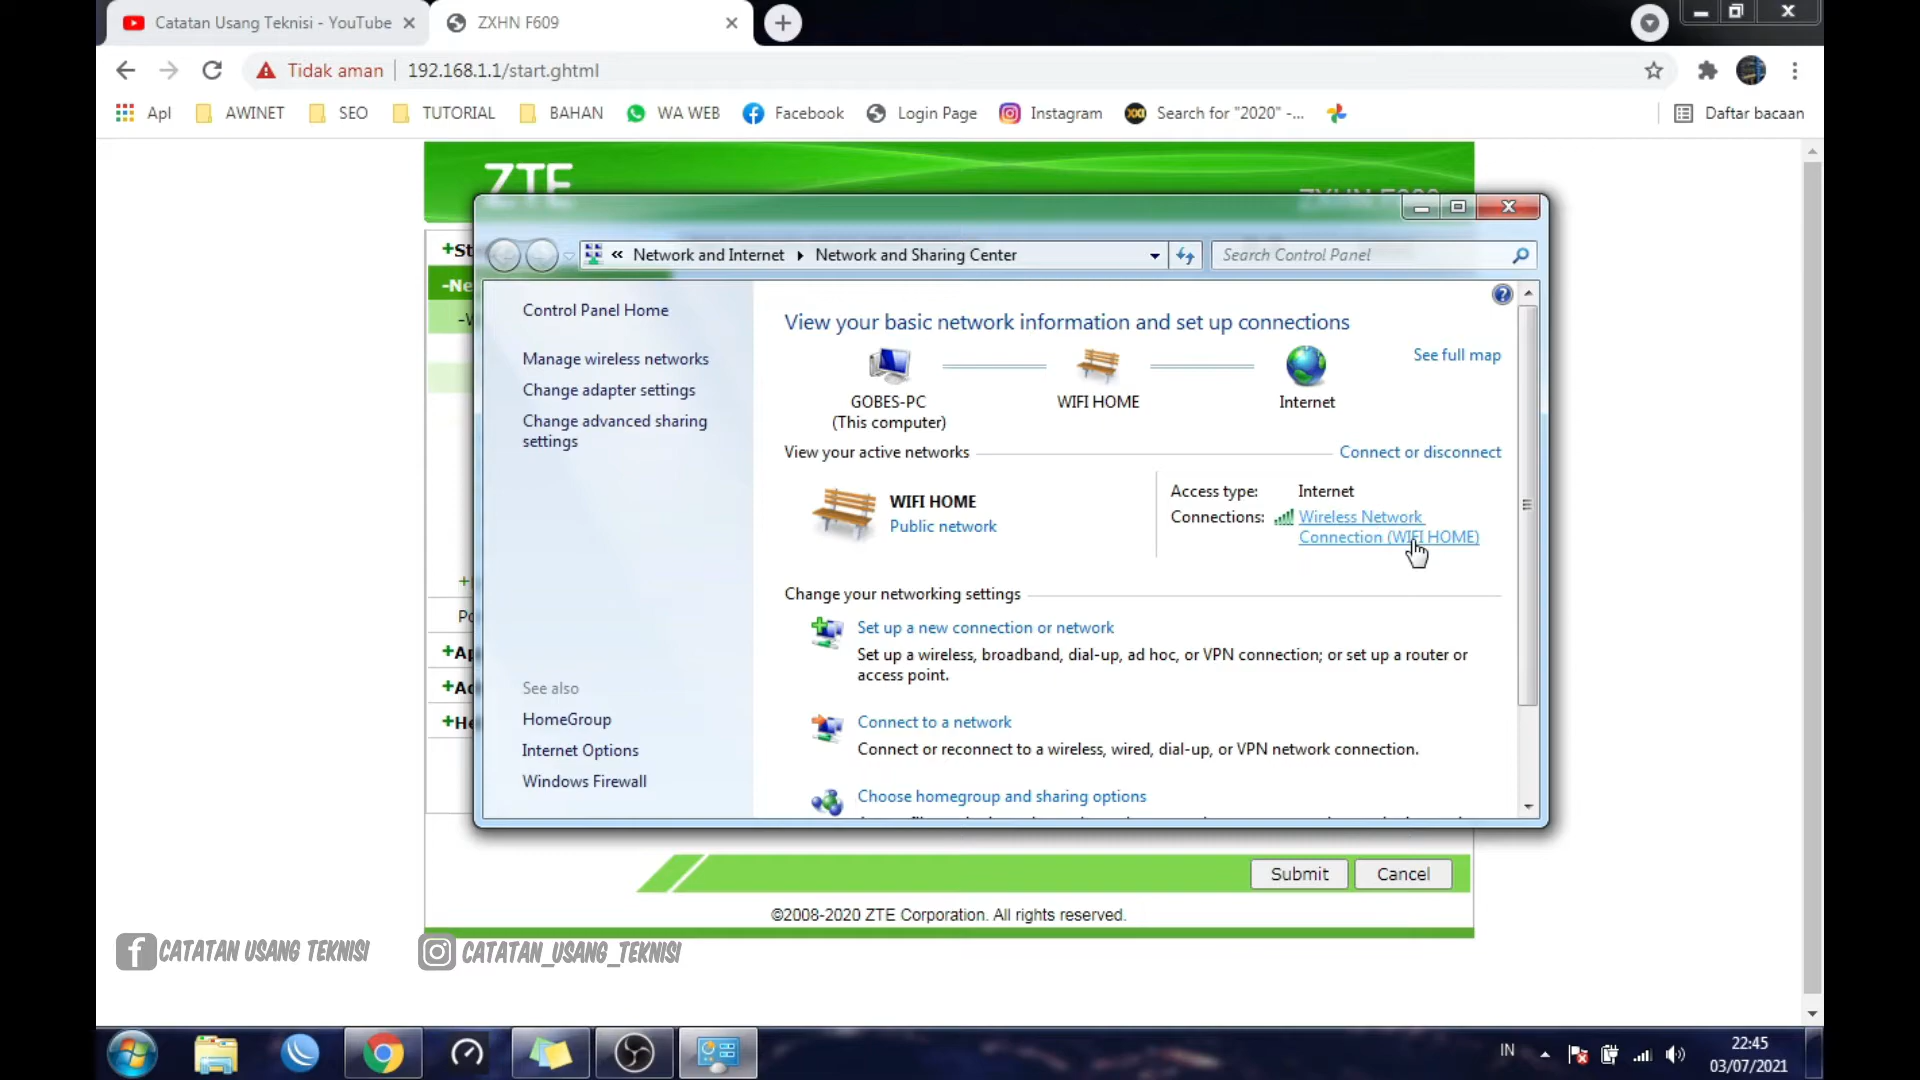 Catatan Usang Teknisi - YouTube
ZXHN F609
Tidak aman
192.168.1.1/start.ghtml
Apl
AWINET
SEO
TUTORIAL
BAHAN
WA WEB
Facebook
Login Page
Instagram
Search for "2020" -...
Daftar bacaan
ZTE
ZXHN F609
« Network and Internet
Network and Sharing Center
Search Control Panel
+St
-Ne
Control Panel Home
Manage wireless networks
Change adapter settings
Change advanced sharing
settings
See also
HomeGroup
Internet Options
Windows Firewall
+Ap
+Ad
+He
View your basic network information and set up connections
See full map
GOBES-PC
(This computer)
WIFI HOME
Internet
View your active networks
Connect or disconnect
WIFI HOME
Public network
Access type: Internet
Connections: Wireless Network
Connection (WIFI HOME)
Change your networking settings
Set up a new connection or network
Set up a wireless, broadband, dial-up, ad hoc, or VPN connection; or set up a router or
access point.
Connect to a network
Connect or reconnect to a wireless, wired, dial-up, or VPN network connection.
Choose homegroup and sharing options
Submit
Cancel
©2008-2020 ZTE Corporation. All rights reserved.
CATATAN USANG TEKNISI
CATATAN_USANG_TEKNISI
IN
22:45
03/07/2021